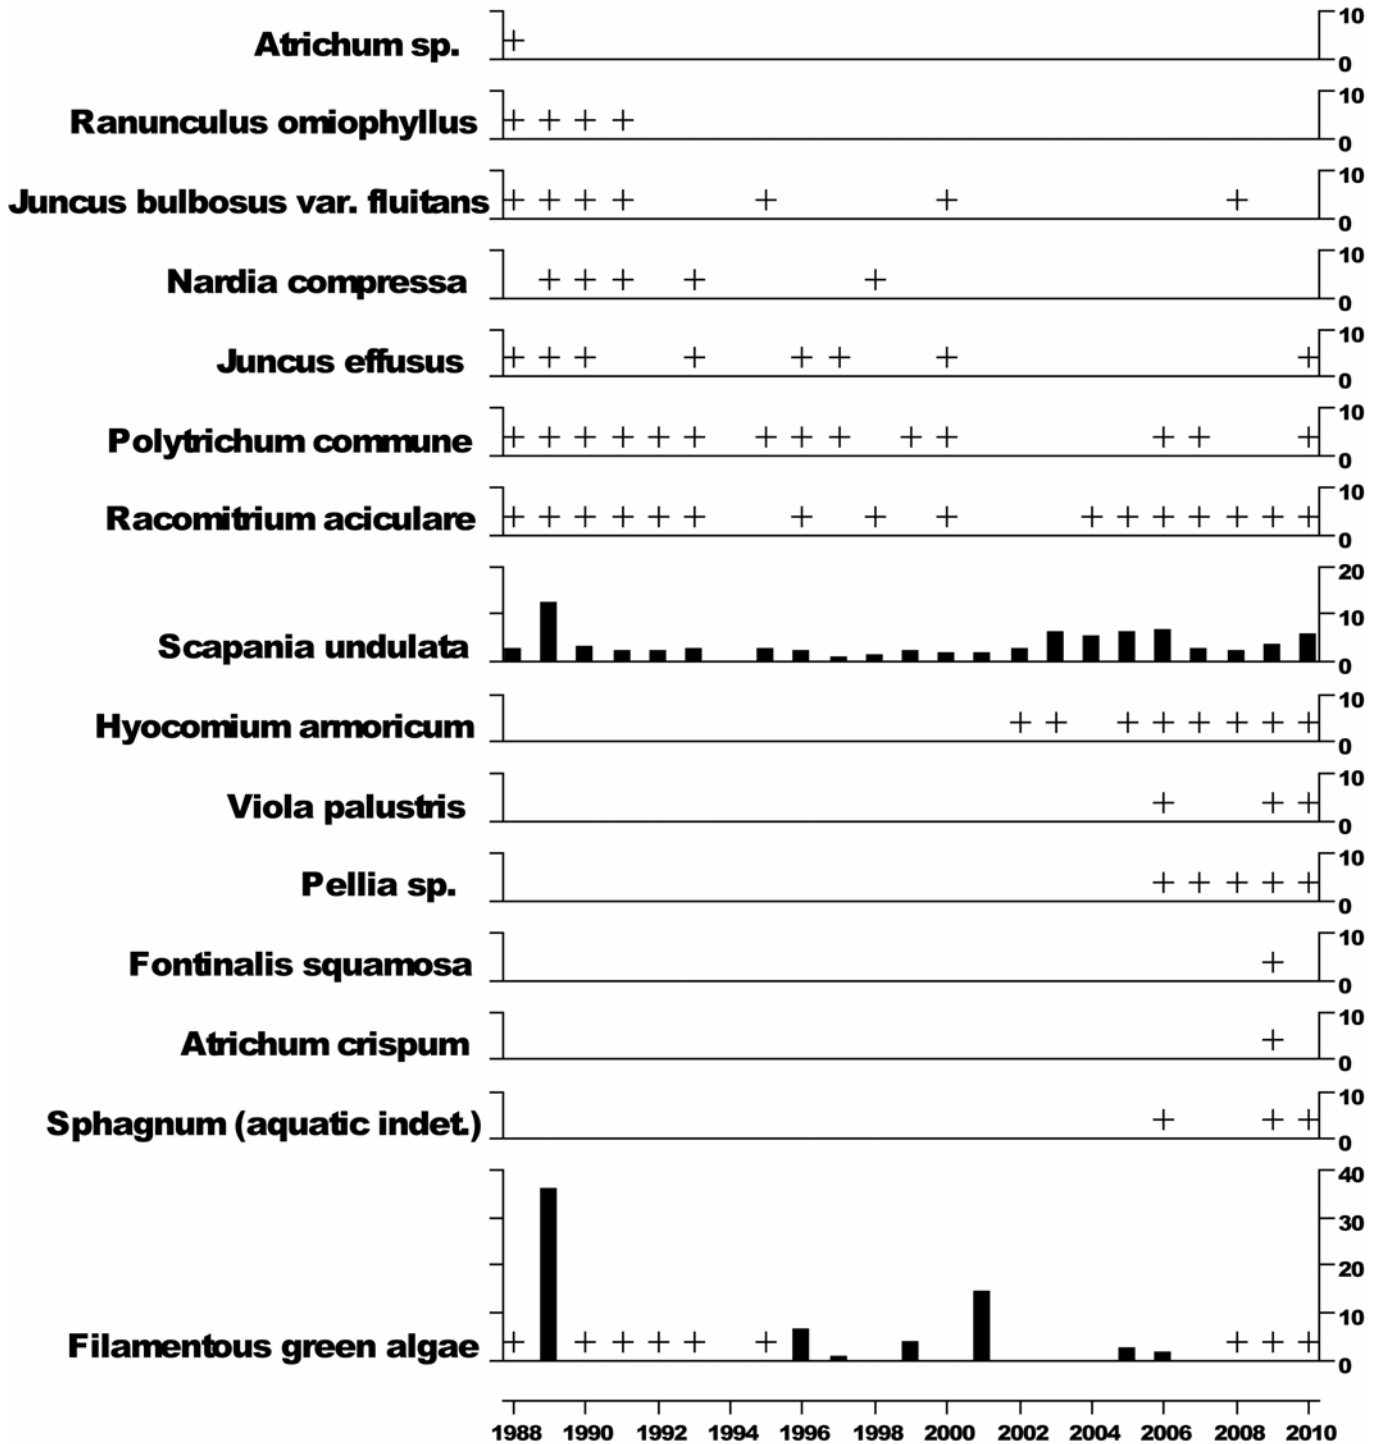 10
Atrichum sp.
0
10
Ranunculus omiophyllus
0
10
Juncus bulbosus var. fluitans
0
10
Nardia compressa
0
10
Juncus effusus
0
10
Polytrichum commune
0
10
Racomitrium aciculare
0
20
10
Scapania undulata
0
10
Hyocomium armoricum
0
10
Viola palustris
0
10
Pellia sp.
0
10
Fontinalis squamosa
0
10
Atrichum crispum
0
10
Sphagnum (aquatic indet.)
0
40
30
20
10
Filamentous green algae
0
1988 1990 1992 1994 1996 1998 2000 2002 2004 2006 2008 2010